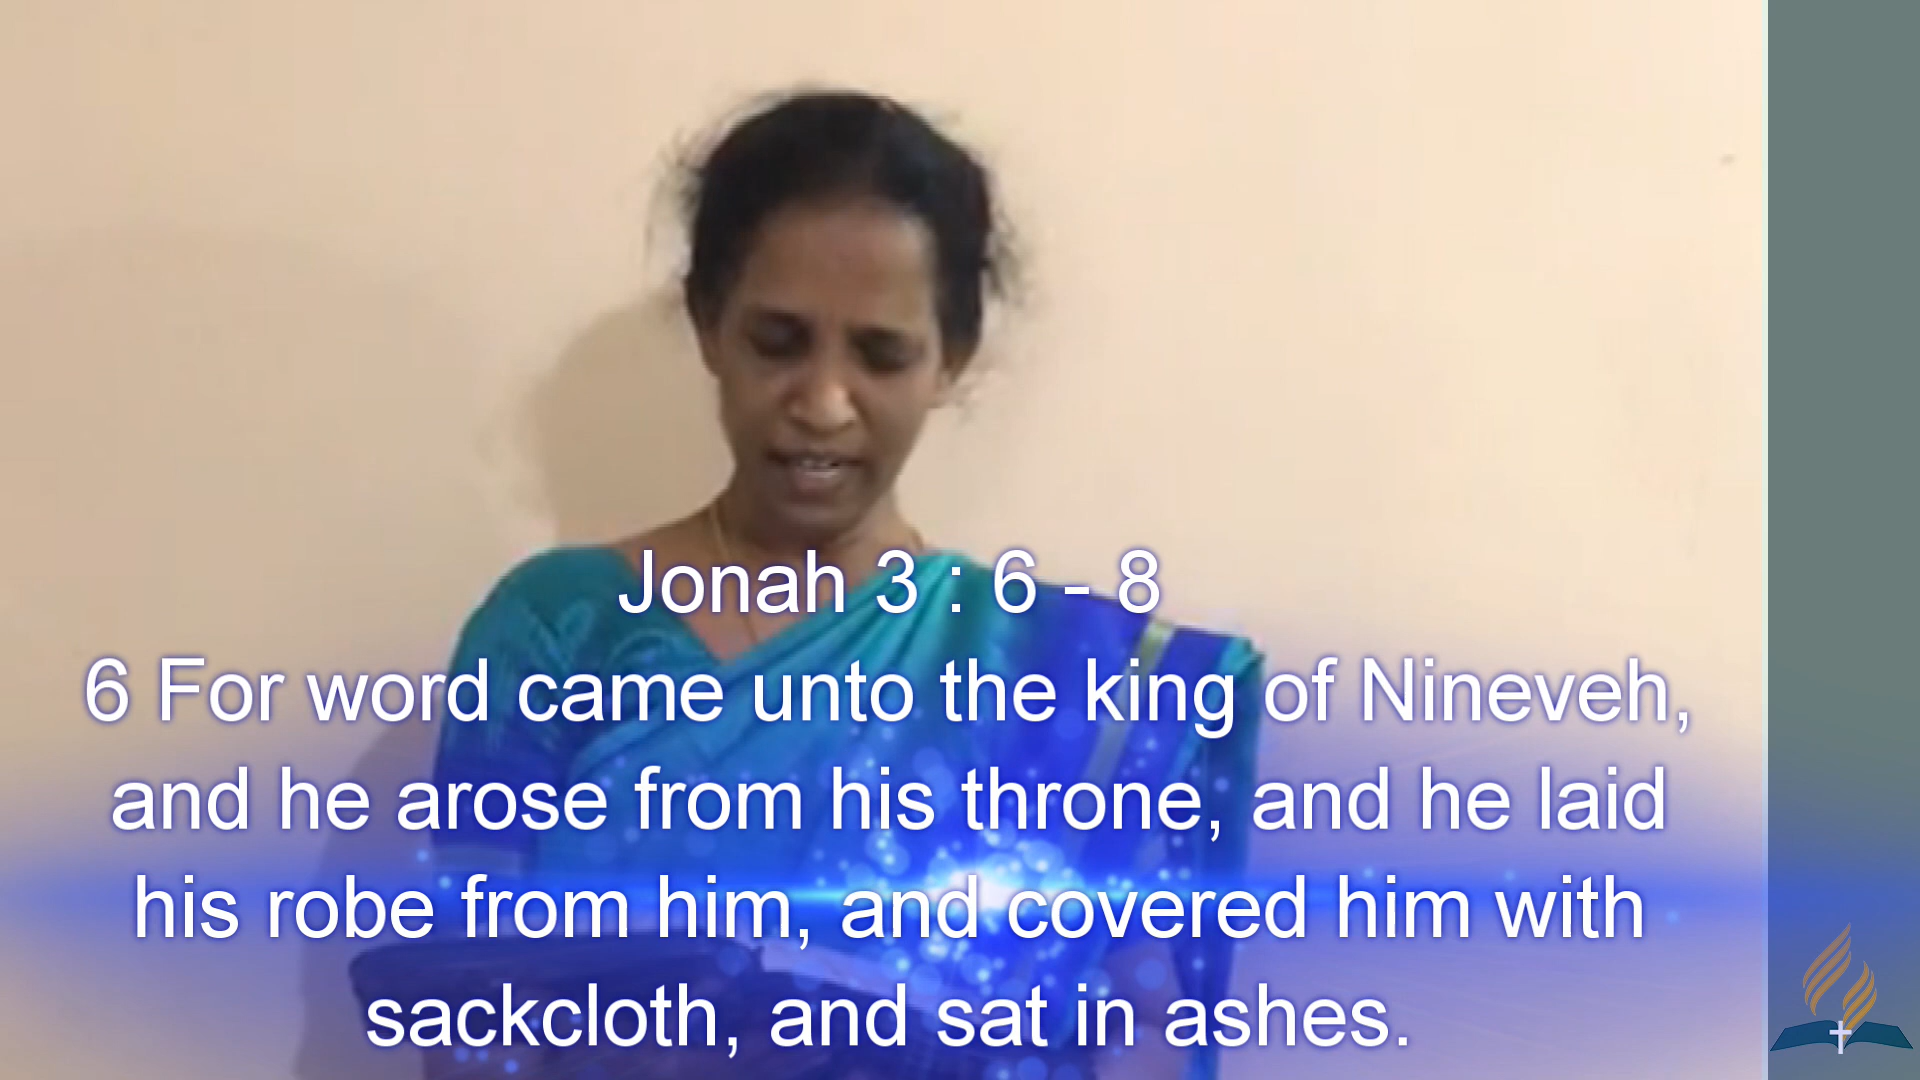 Jonah 3 : 6 - 8
6 For word came unto the king of Nineveh,
and he arose from his throne, and he laid
his robe from him, and covered him with
sackcloth, and sat in ashes.